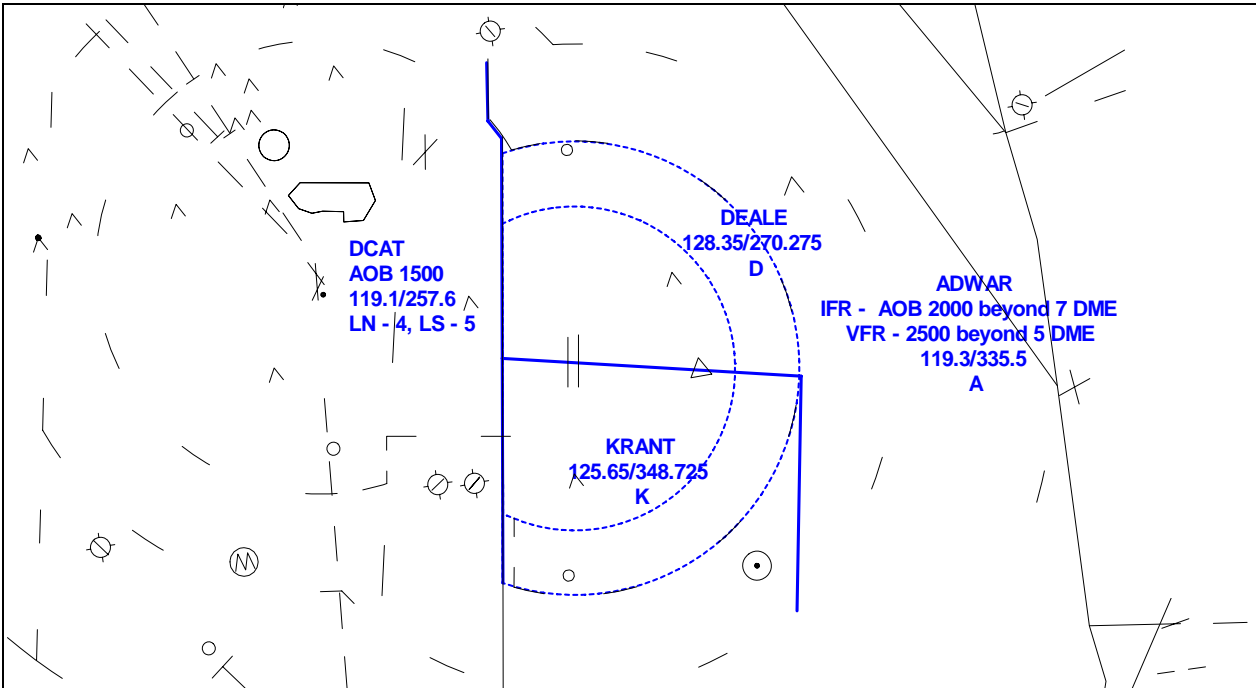 DCAT
AOB 1500
119.1/257.6
LN - 4, LS - 5
DEALE
128.35/270.275
D
ADWAR
IFR - AOB 2000 beyond 7 DME
VFR - 2500 beyond 5 DME
119.3/335.5
A
KRANT
125.65/348.725
K